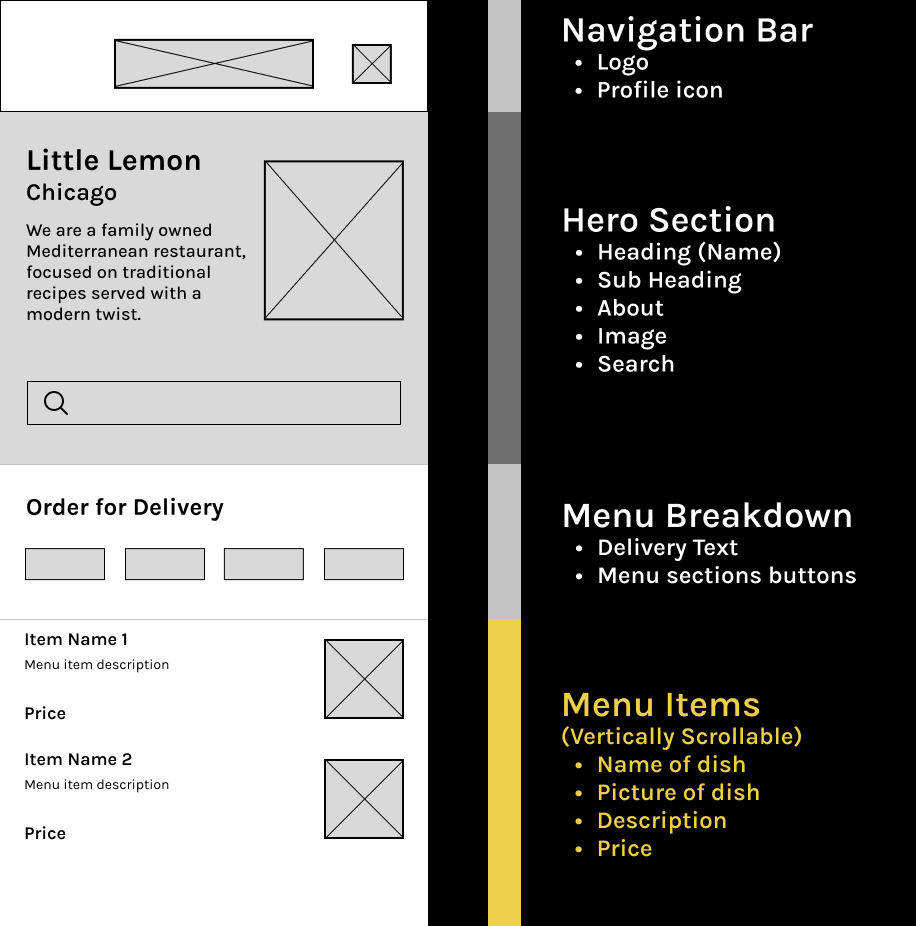 Little Lemon
Chicago
We are a family owned
Mediterranean restaurant,
focused on traditional
recipes served with a
modern twist.
Order for Delivery
Item Name 1
Menu item description
Price
Item Name 2
Menu item description
Price
Navigation Bar
• Logo
• Profile icon
Hero Section
• Heading (Name)
• Sub Heading
• About
• Image
• Search
Menu Breakdown
• Delivery Text
• Menu sections buttons
Menu Items
(Vertically Scrollable)
• Name of dish
• Picture of dish
• Description
• Price